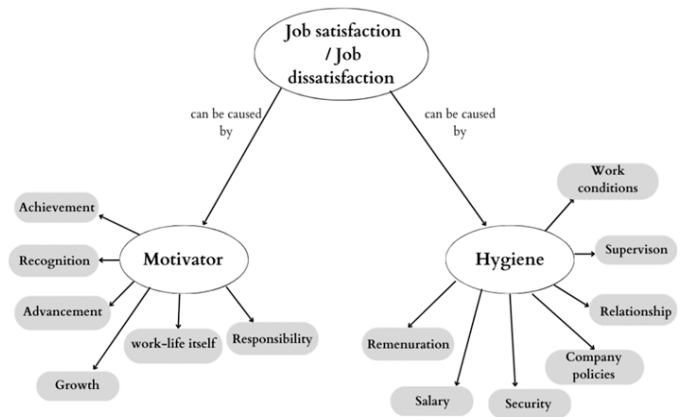 Job satisfaction
/ Job
dissatisfaction
can be caused
by
can be caused
by
Motivator
Achievement
Recognition
Advancement
Growth
work-life itself
Responsibility
Hygiene
Work
conditions
Supervison
Relationship
Company
policies
Security
Salary
Remenuration